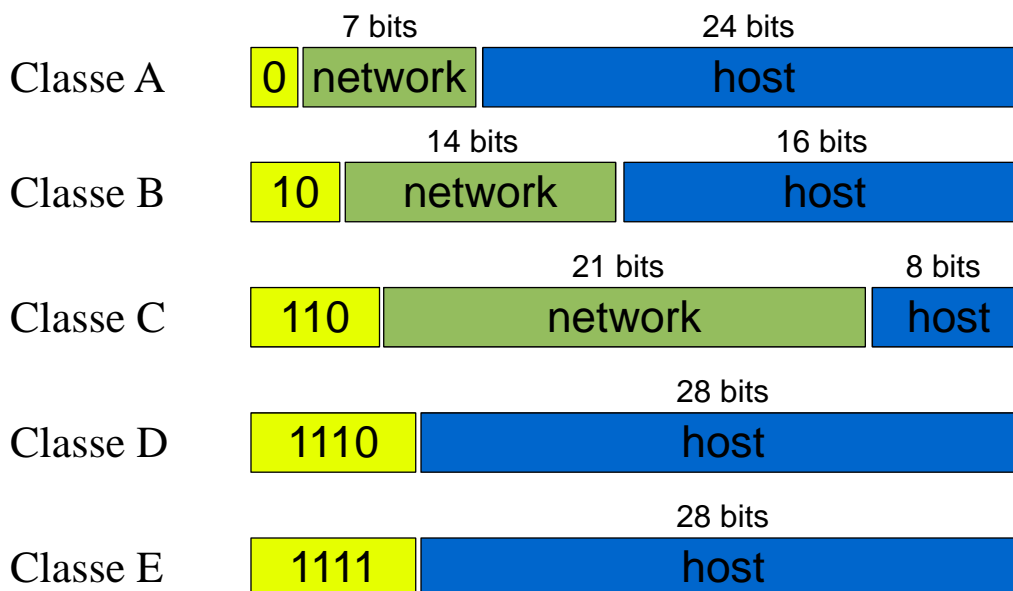 7 bits 24 bits
Classe A 0 network host
14 bits 16 bits
Classe B 10 network host
21 bits 8 bits
Classe C 110 network host
28 bits
Classe D 1110 host
28 bits
Classe E 1111 host